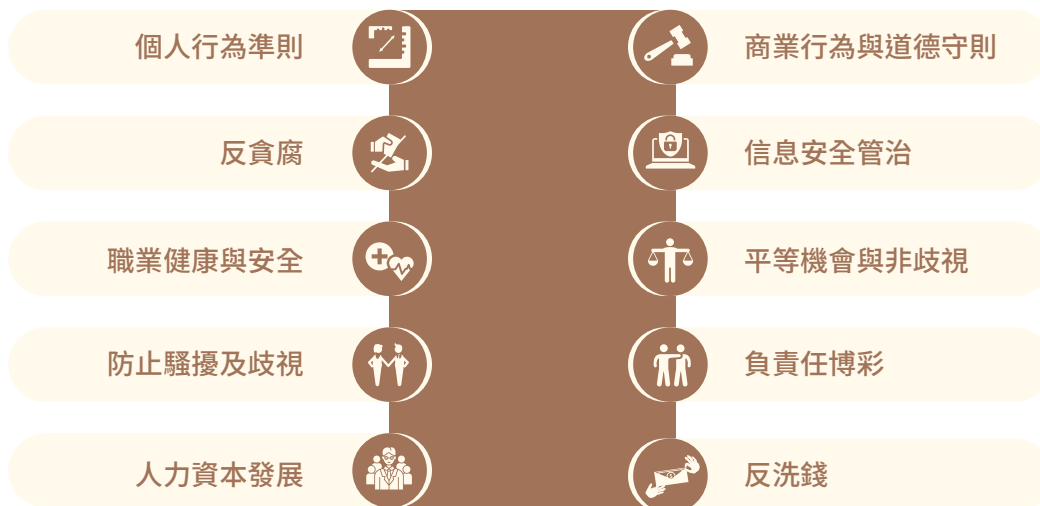 個人行為準則
商業行為與道德守則
反貪腐
信息安全管治
職業健康與安全
平等機會與非歧視
防止騷擾及歧視
負責任博彩
人力資本發展
反洗錢